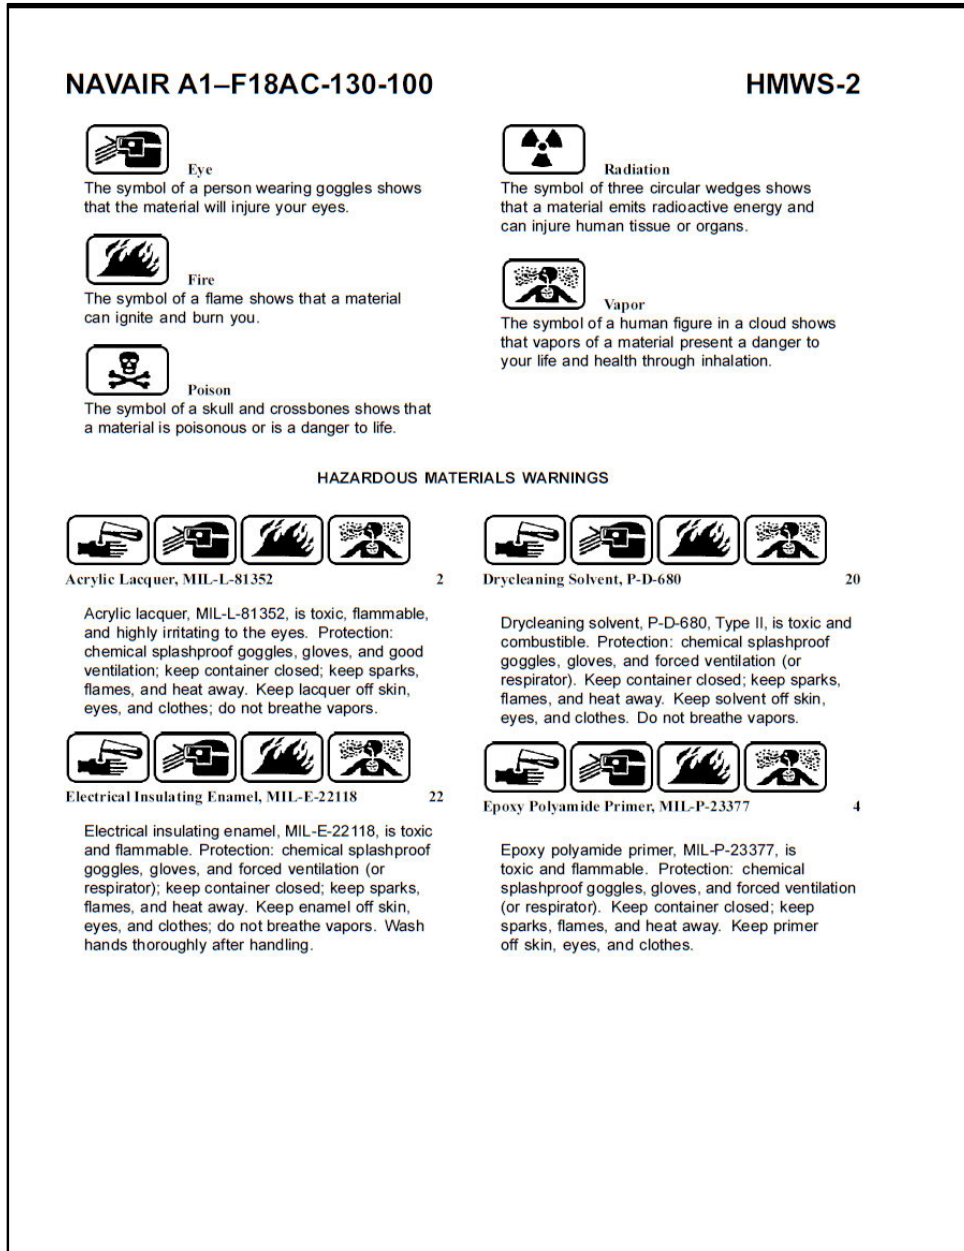 NAVAIR A1–F18AC-130-100
HMWS-2
Eye
The symbol of a person wearing goggles shows
that the material will injure your eyes.
Fire
The symbol of a flame shows that a material
can ignite and burn you.
Poison
The symbol of a skull and crossbones shows that
a material is poisonous or is a danger to life.
Radiation
The symbol of three circular wedges shows
that a material emits radioactive energy and
can injure human tissue or organs.
Vapor
The symbol of a human figure in a cloud shows
that vapors of a material present a danger to
your life and health through inhalation.
HAZARDOUS MATERIALS WARNINGS
Acrylic Lacquer, MIL-L-81352 2
Acrylic lacquer, MIL-L-81352, is toxic, flammable,
and highly irritating to the eyes. Protection:
chemical splashproof goggles, gloves, and good
ventilation; keep container closed; keep sparks,
flames, and heat away. Keep lacquer off skin,
eyes, and clothes; do not breathe vapors.
Electrical Insulating Enamel, MIL-E-22118 22
Electrical insulating enamel, MIL-E-22118, is toxic
and flammable. Protection: chemical splashproof
goggles, gloves, and forced ventilation (or
respirator); keep container closed; keep sparks,
flames, and heat away. Keep enamel off skin,
eyes, and clothes; do not breathe vapors. Wash
hands thoroughly after handling.
Drycleaning Solvent, P-D-680 20
Drycleaning solvent, P-D-680, Type II, is toxic and
combustible. Protection: chemical splashproof
goggles, gloves, and forced ventilation (or
respirator). Keep container closed; keep sparks,
flames, and heat away. Keep solvent off skin,
eyes, and clothes. Do not breathe vapors.
Epoxy Polyamide Primer, MIL-P-23377 4
Epoxy polyamide primer, MIL-P-23377, is
toxic and flammable. Protection: chemical
splashproof goggles, gloves, and forced ventilation
(or respirator). Keep container closed; keep
sparks, flames, and heat away. Keep primer
off skin, eyes, and clothes.